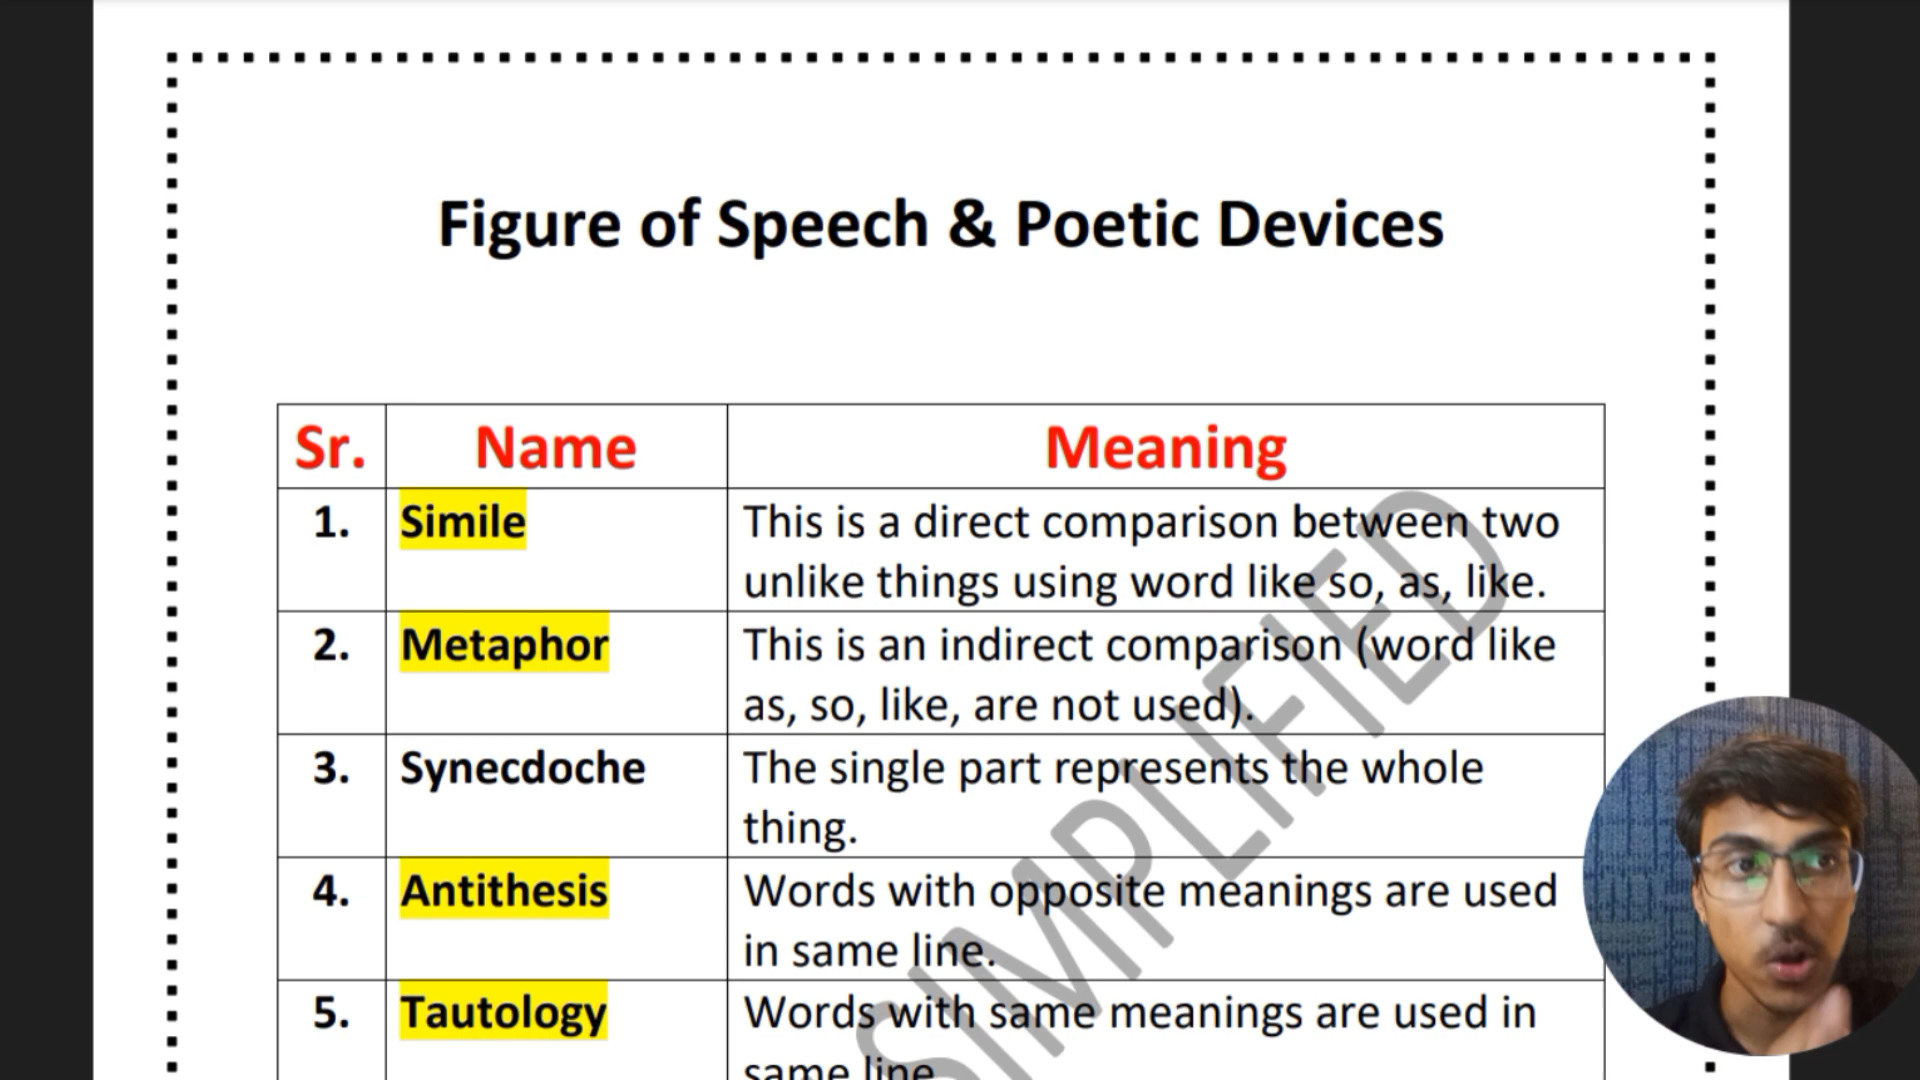 Figure of Speech & Poetic Devices
Sr. Name Meaning
1. Simile This is a direct comparison between two
unlike things using word like so, as, like.
2. Metaphor This is an indirect comparison (word like
as, so, like, are not used).
3. Synecdoche The single part represents the whole
thing.
4. Antithesis Words with opposite meanings are used
in same line.
5. Tautology Words with same meanings are used in
same line
SIMPLIFIED